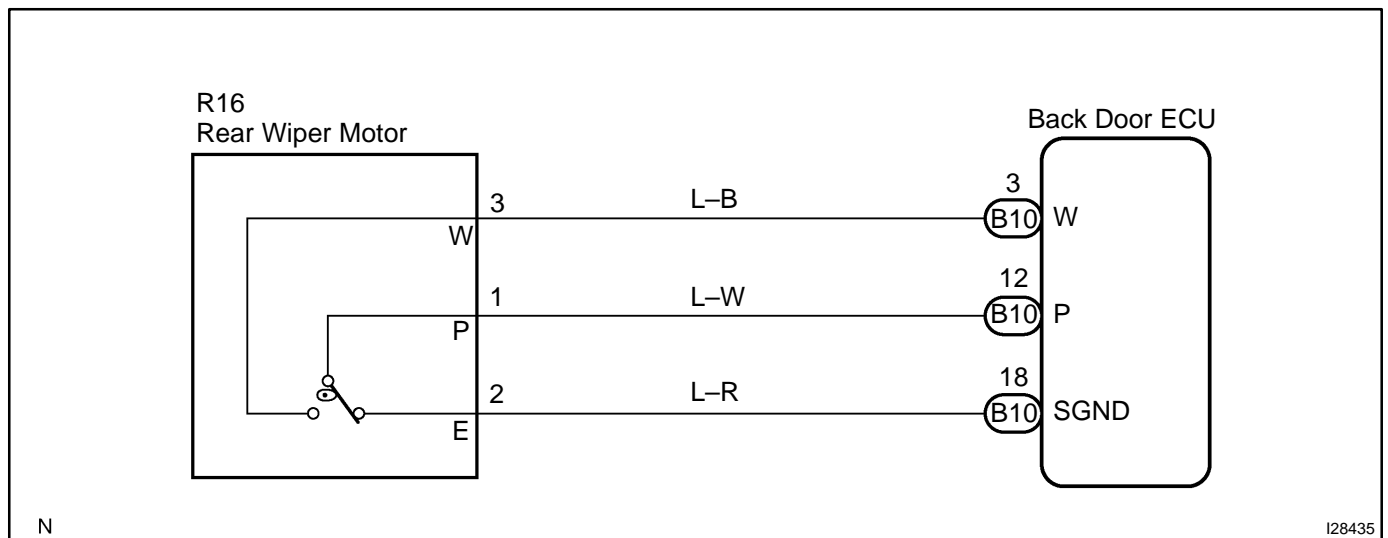 R16
Rear Wiper Motor
Back Door ECU
3
L–B
3
W
B10
W
1
L–W
12
P
B10
P
2
L–R
18
E
B10
SGND
N
I28435